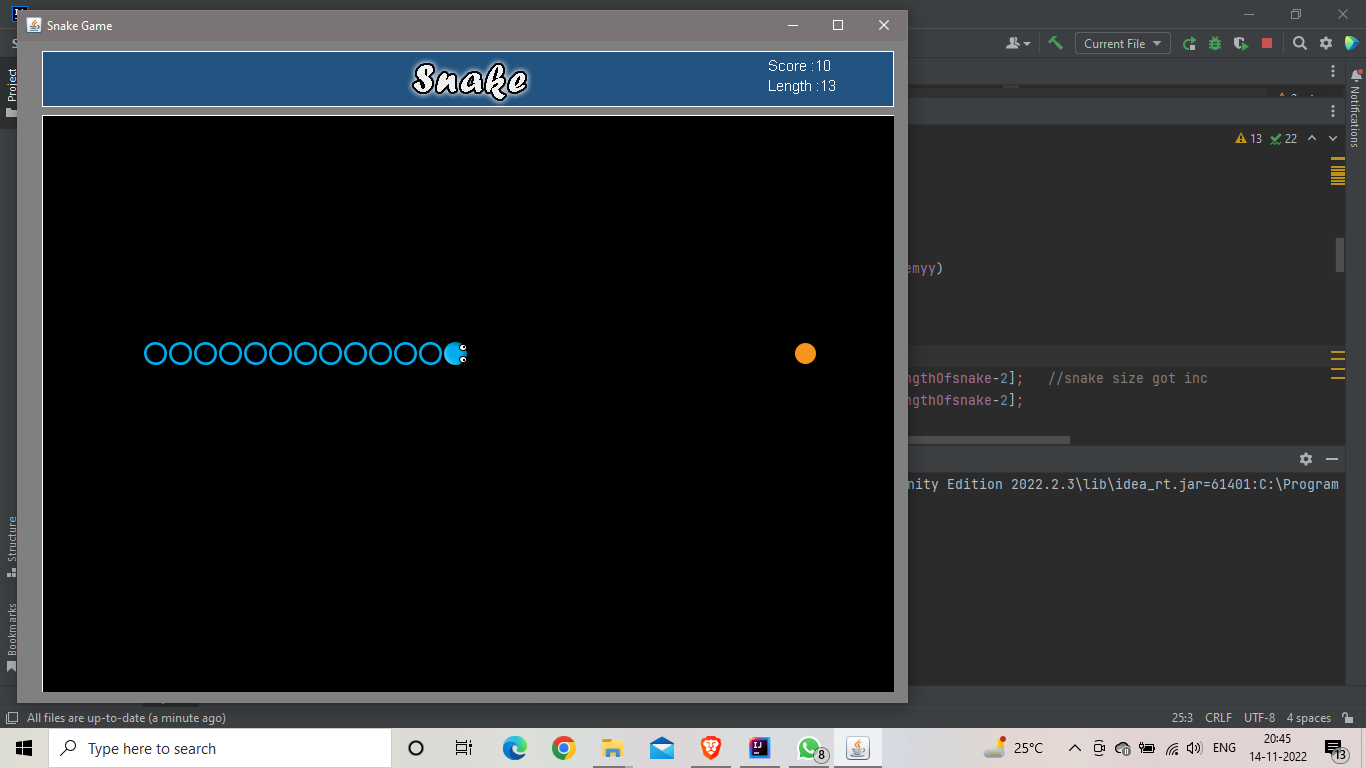 Snake Game
Snake
Score :10
Length :13
Current File
Project
Notifications
13
22
emyy)
ngthOfsnake-2]; //snake size got inc
ngthOfsnake-2];
nity Edition 2022.2.3\lib\idea_rt.jar=61401:C:\Program
Structure
Bookmarks
All files are up-to-date (a minute ago)
25:3 CRLF UTF-8 4 spaces
Type here to search
IJ
8
25°C
ENG
20:45
14-11-2022
13